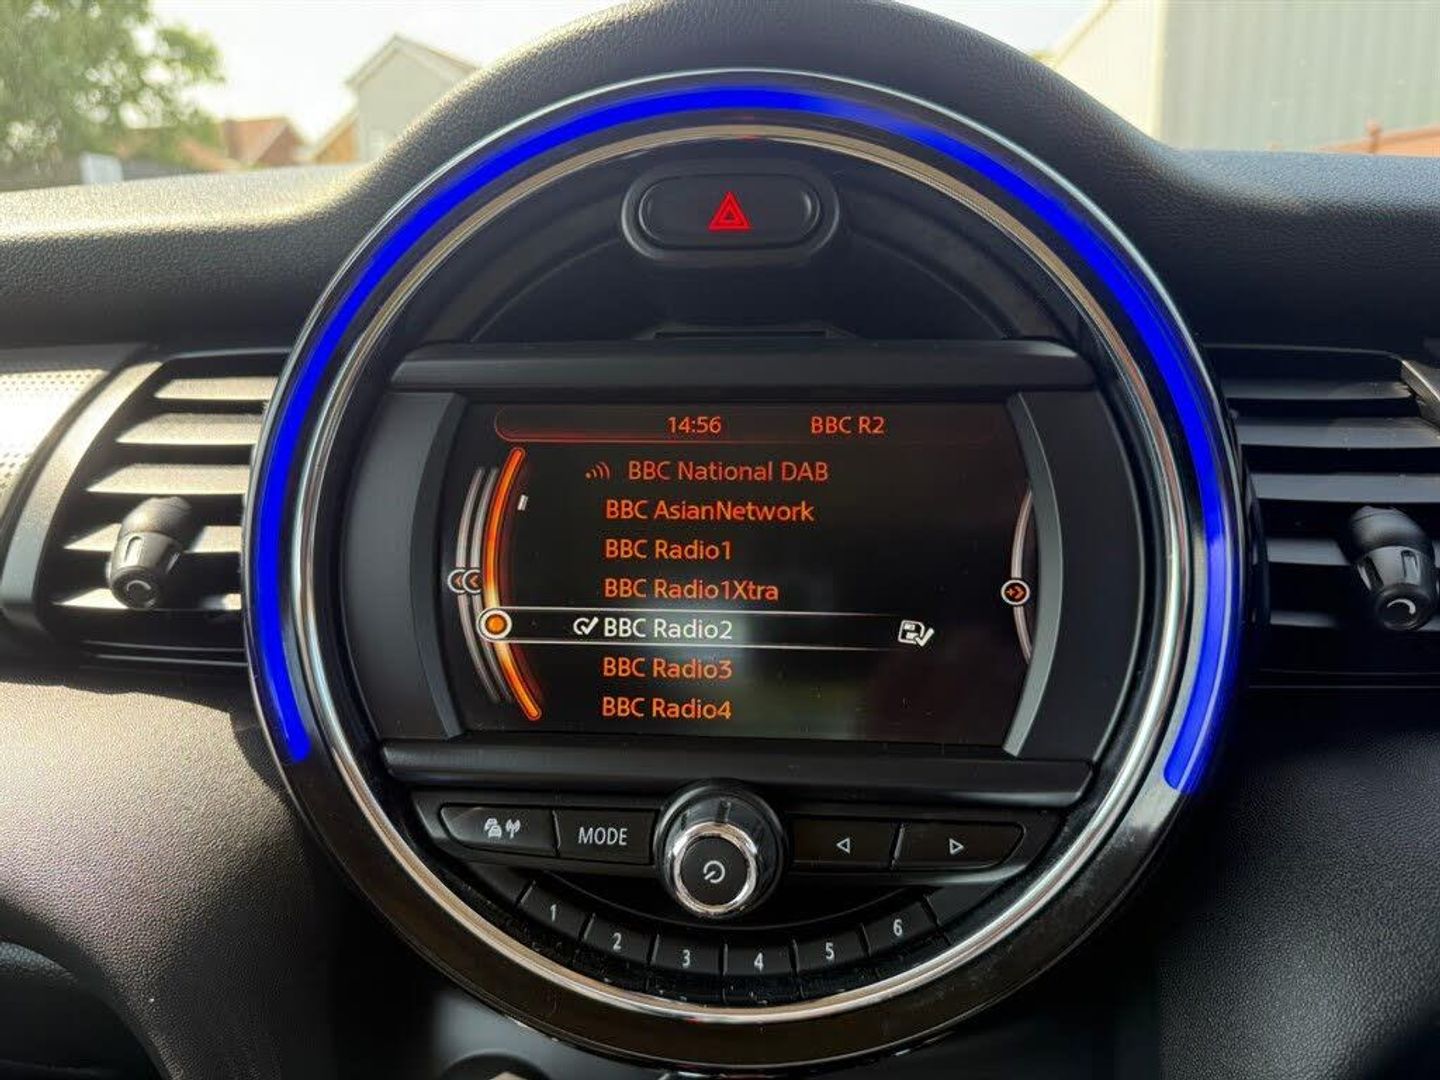 14:56 BBC R2
BBC National DAB
BBC AsianNetwork
BBC Radio1
BBC Radio1Xtra
BBC Radio2
BBC Radio3
BBC Radio4
MODE
1 2 3 4 5 6